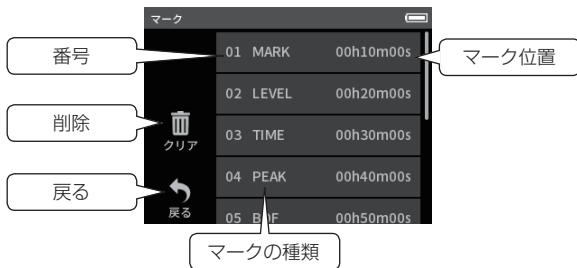 マーク
番号
01 MARK 00h10m00s
マーク位置
02 LEVEL 00h20m00s
削除
クリア
03 TIME 00h30m00s
04 PEAK 00h40m00s
戻る
戻る
05 BOF 00h50m00s
マークの種類